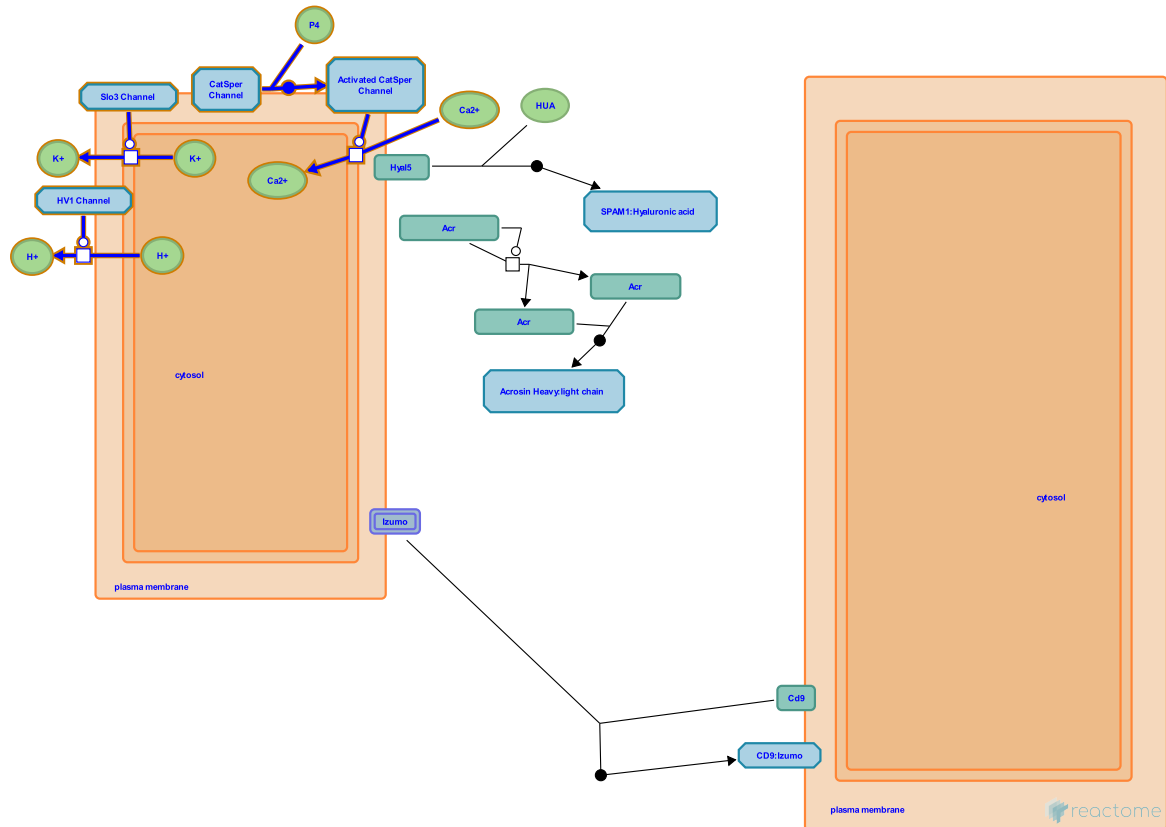 P4
CatSper
Channel
Activated CatSper
Channel
Slo3 Channel
Ca2+
HUA
K+
K+
Ca2+
Hyal5
HV1 Channel
SPAM1:Hyaluronic acid
Acr
H+
H+
Acr
Acr
cytosol
Acrosin Heavy:light chain
cytosol
Izumo
plasma membrane
Cd9
CD9:Izumo
plasma membrane
reactome